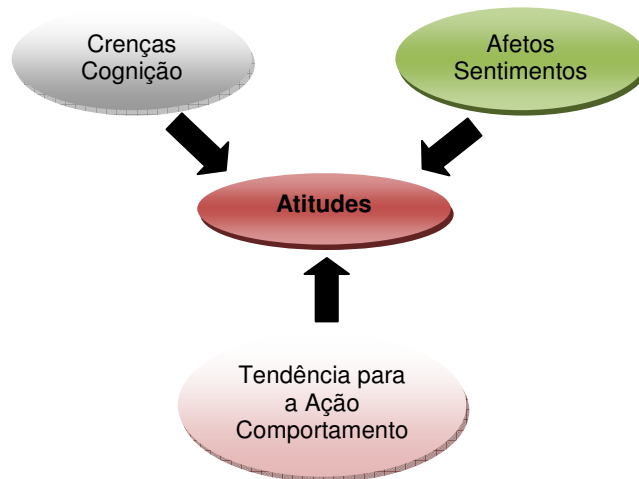 Crenças
Cognição
Afetos
Sentimentos
Atitudes
Tendência para
a Ação
Comportamento